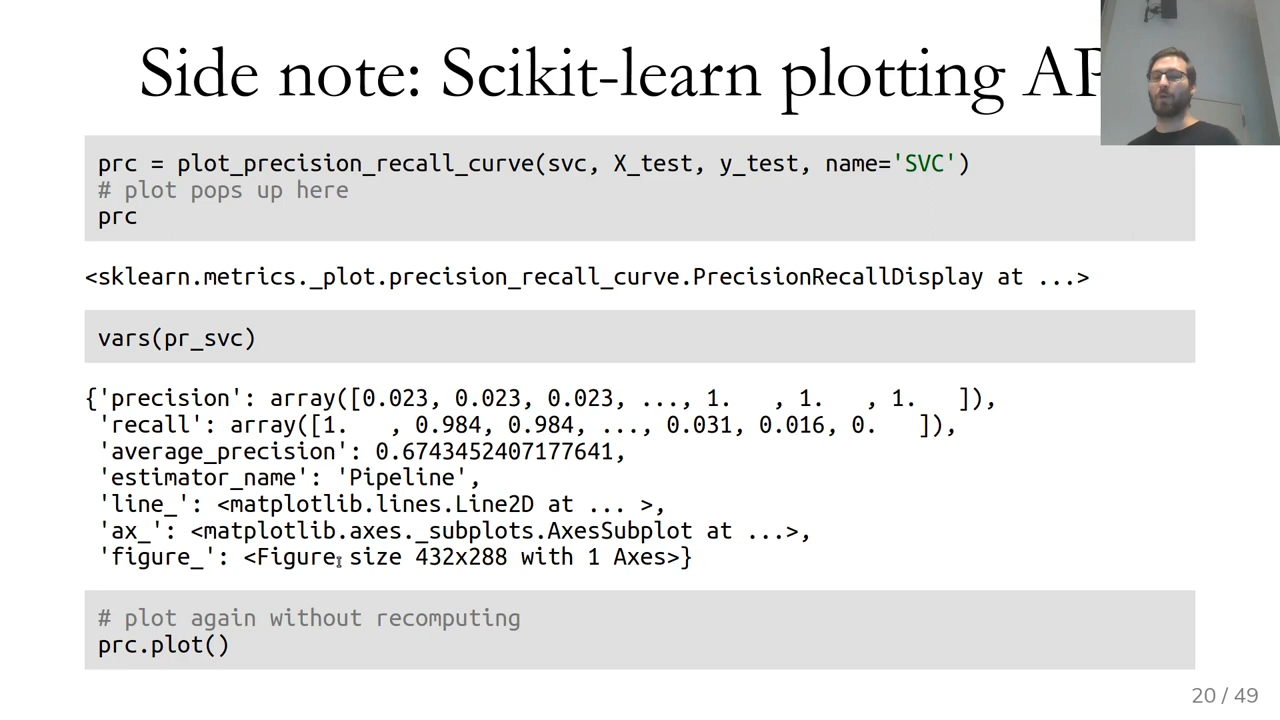 Side note: Scikit-learn plotting AP
prc = plot_precision_recall_curve(svc, X_test, y_test, name='SVC')
# plot pops up here
prc
<sklearn.metrics._plot.precision_recall_curve.PrecisionRecallDisplay at ...>
vars(pr_svc)
{'precision': array([0.023, 0.023, 0.023, ..., 1.   , 1.   , 1.   ]),
 'recall': array([1.   , 0.984, 0.984, ..., 0.031, 0.016, 0.   ]),
 'average_precision': 0.6743452407177641,
 'estimator_name': 'Pipeline',
 'line_': <matplotlib.lines.Line2D at ... >,
 'ax_': <matplotlib.axes._subplots.AxesSubplot at ...>,
 'figure_': <Figure size 432x288 with 1 Axes>}
# plot again without recomputing
prc.plot()
20 / 49